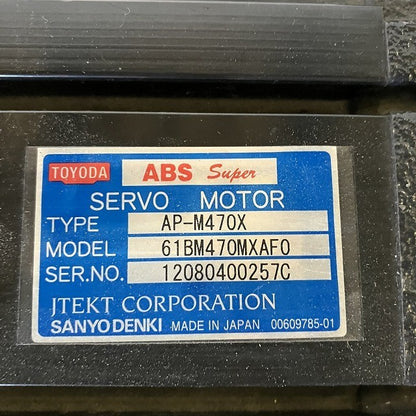 TOYODA ABS Super
SERVO MOTOR
TYPE AP-M470X
MODEL 61BM470MXAF0
SER.NO. 12080400257C
JTEKT CORPORATION
SANYO DENKI MADE IN JAPAN 00609785-01